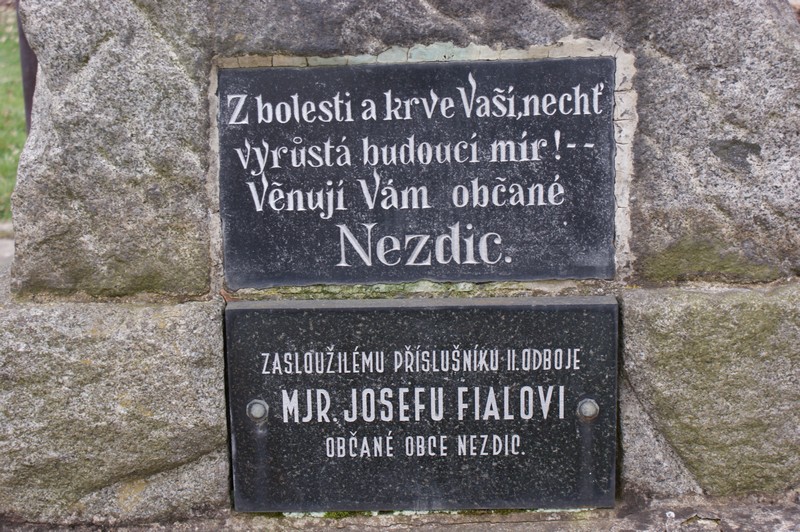 Z bolesti a krve Vaší, nechť
vyrůstá budoucí mír!--
Věnují Vám občané
Nezdic.
ZASLOUŽILÉMU PŘÍSLUŠNÍKU II. ODBOJE
MJR. JOSEFU FIALOVI
OBČANÉ OBCE NEZDIC.